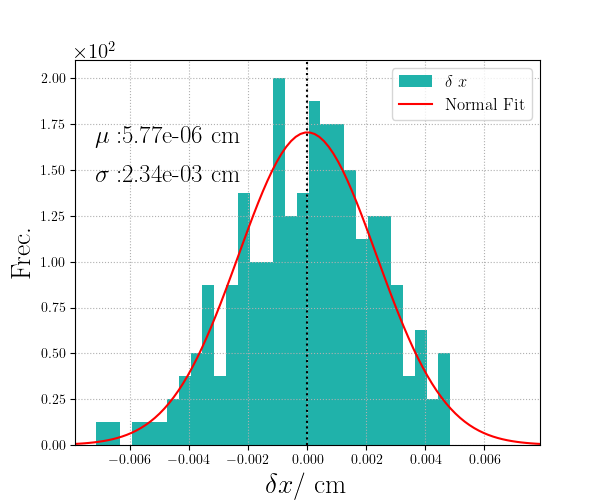 ×10²
δ x
Normal Fit
μ :5.77e-06 cm
σ :2.34e-03 cm
2.00
1.75
1.50
1.25
1.00
0.75
0.50
0.25
0.00
Frec.
−0.006 −0.004 −0.002 0.000 0.002 0.004 0.006
δx/ cm